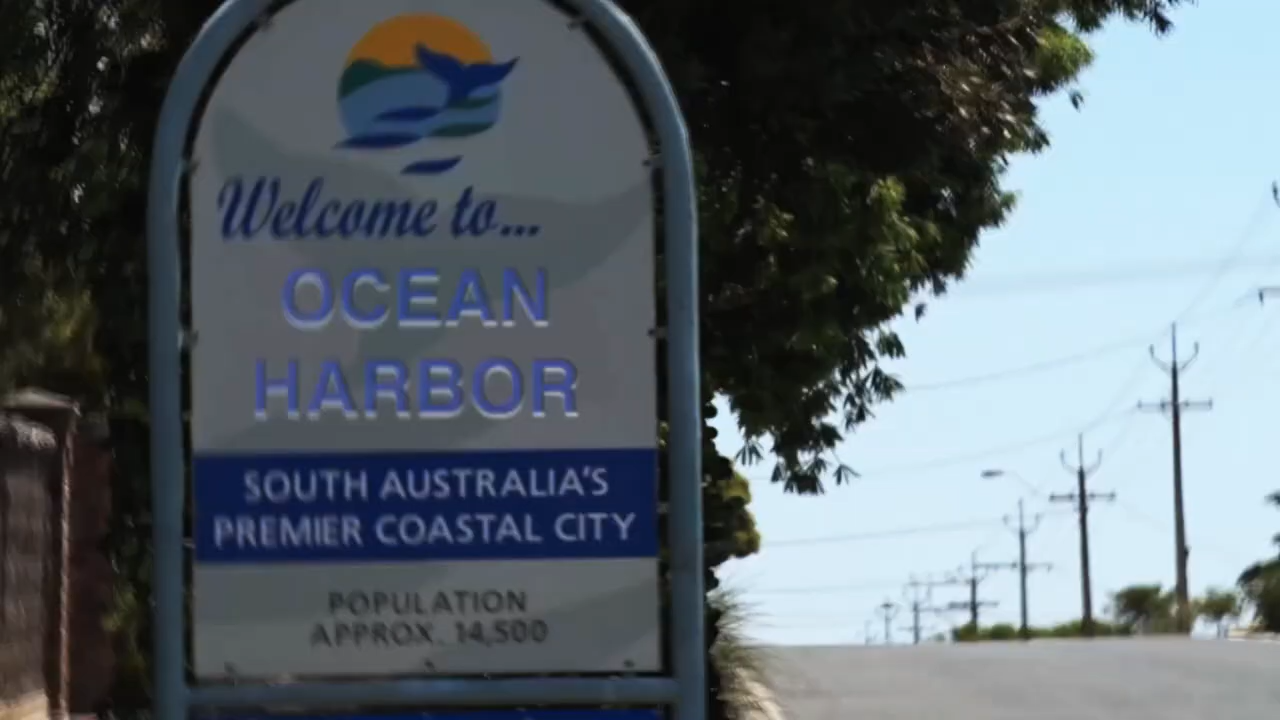 Welcome to...
OCEAN
HARBOR
SOUTH AUSTRALIA'S
PREMIER COASTAL CITY
POPULATION
APPROX. 14,500